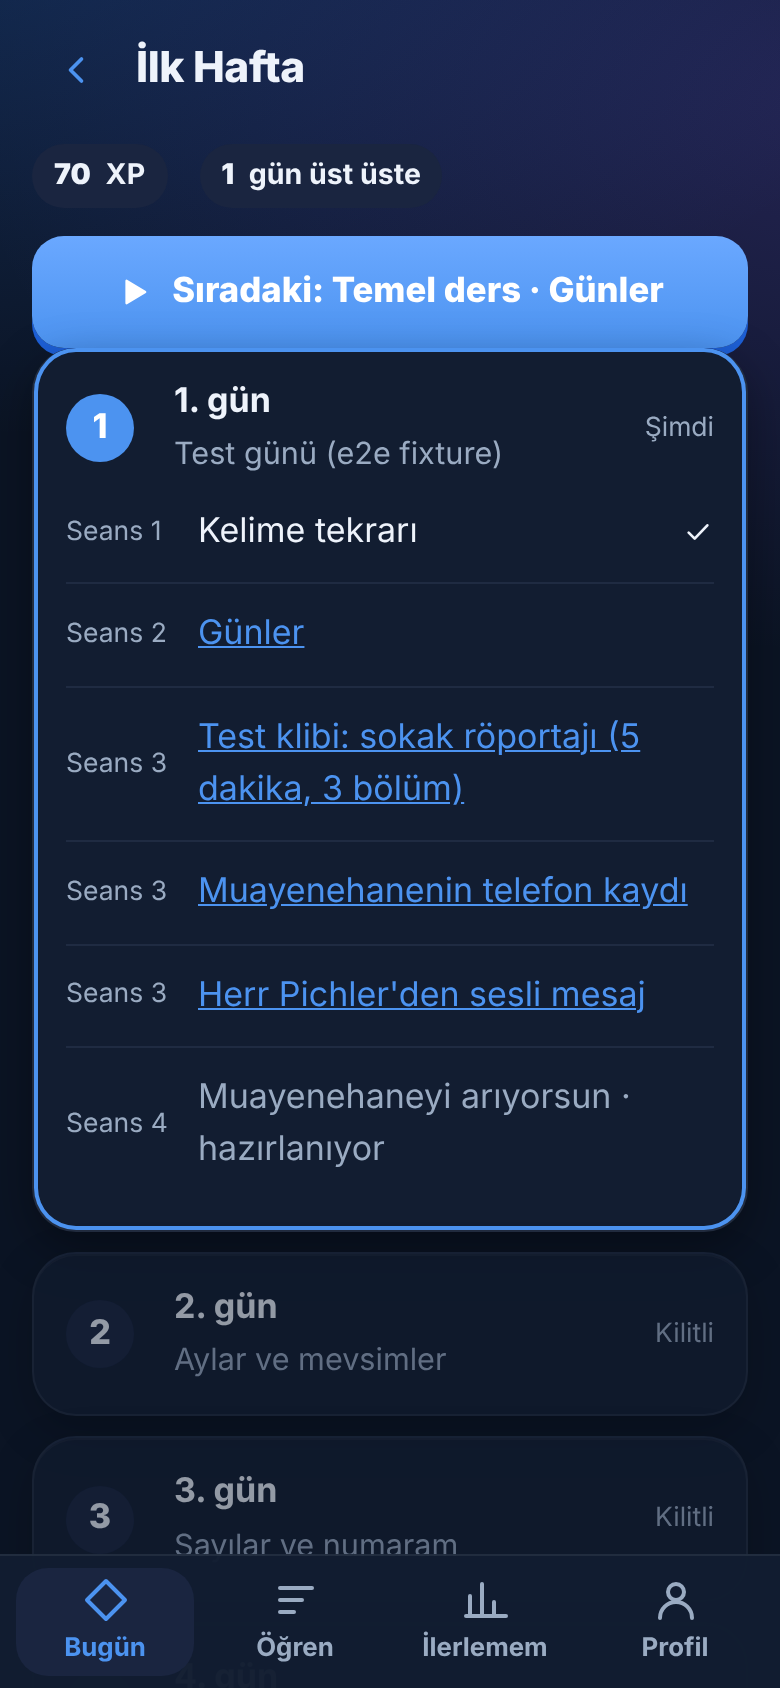 İlk Hafta
70 XP
1 gün üst üste
Sıradaki: Temel ders · Günler
1
1. gün
Test günü (e2e fixture)
Şimdi
Seans 1 Kelime tekrarı
Seans 2 Günler
Seans 3 Test klibi: sokak röportajı (5
dakika, 3 bölüm)
Seans 3 Muayenehanenin telefon kaydı
Seans 3 Herr Pichler'den sesli mesaj
Seans 4 Muayenehaneyi arıyorsun ·
hazırlanıyor
2
2. gün
Aylar ve mevsimler
Kilitli
3
3. gün
Sayılar ve numaram
Kilitli
4. gün
Bugün
Öğren
İlerlemem
Profil